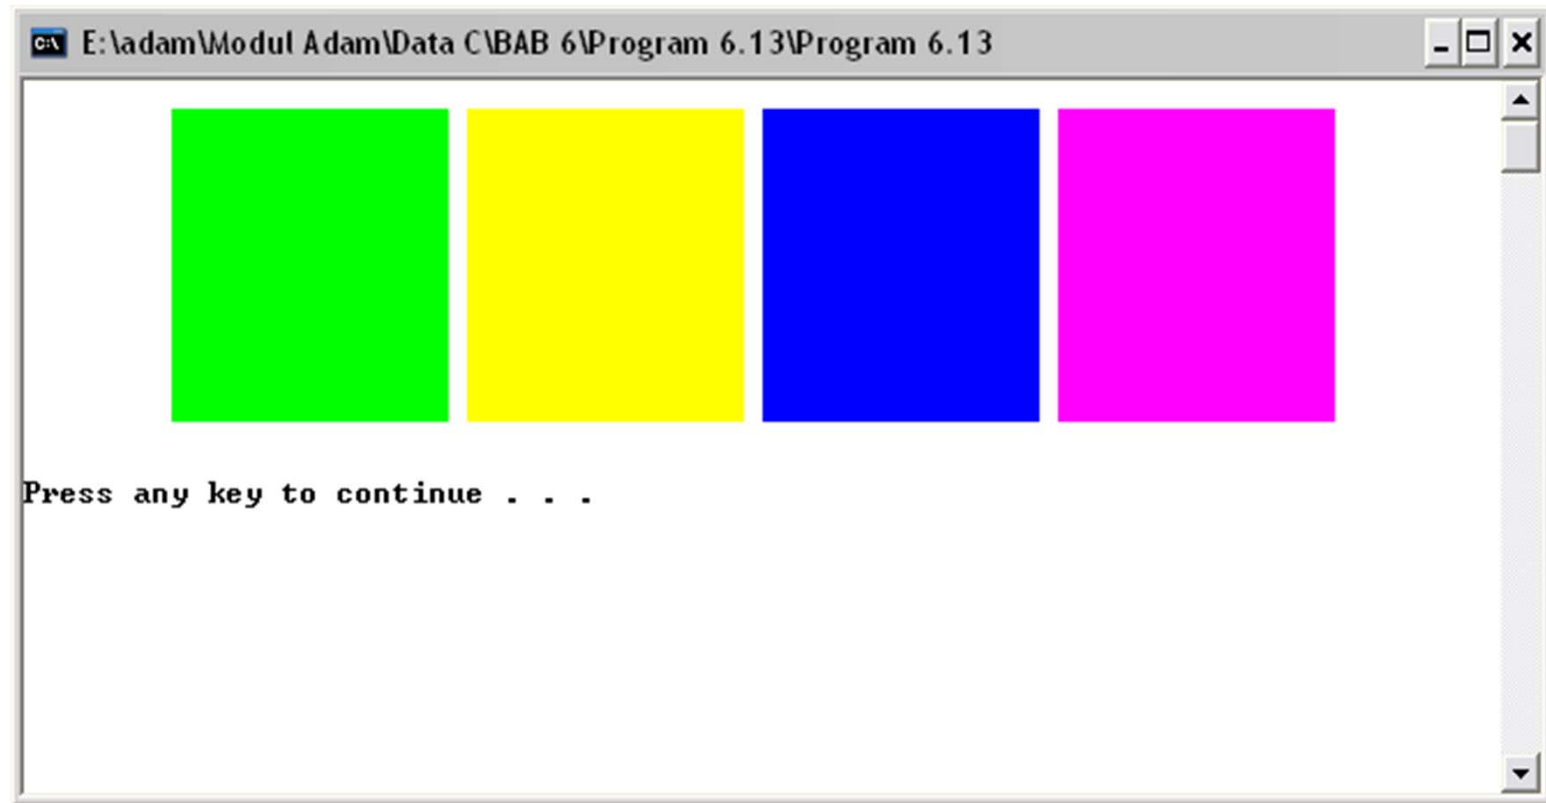 E:\adam\Modul Adam\Data C\BAB 6\Program 6.13\Program 6.13
Press any key to continue . . .